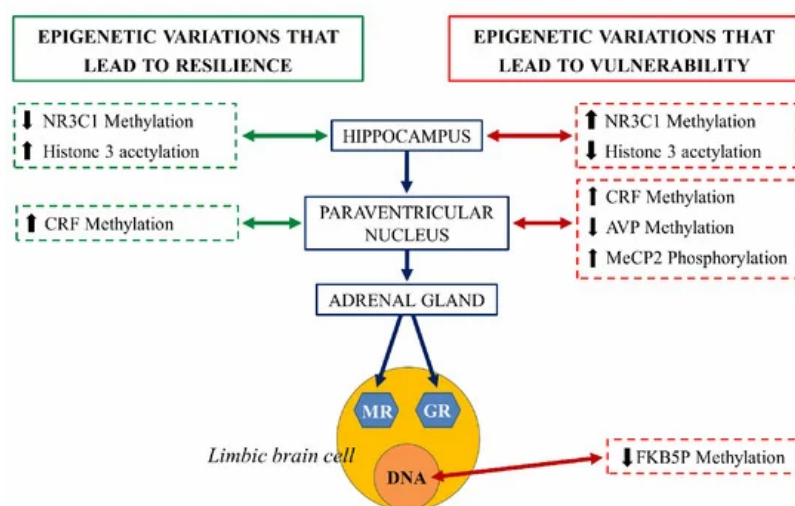 EPIGENETIC VARIATIONS THAT
LEAD TO RESILIENCE
EPIGENETIC VARIATIONS THAT
LEAD TO VULNERABILITY
⬇ NR3C1 Methylation
⬆ Histone 3 acetylation
HIPPOCAMPUS
⬆ NR3C1 Methylation
⬇ Histone 3 acetylation
⬆ CRF Methylation
PARAVENTRICULAR
NUCLEUS
⬆ CRF Methylation
⬇ AVP Methylation
⬆ MeCP2 Phosphorylation
ADRENAL GLAND
MR
GR
Limbic brain cell
DNA
⬇FKB5P Methylation